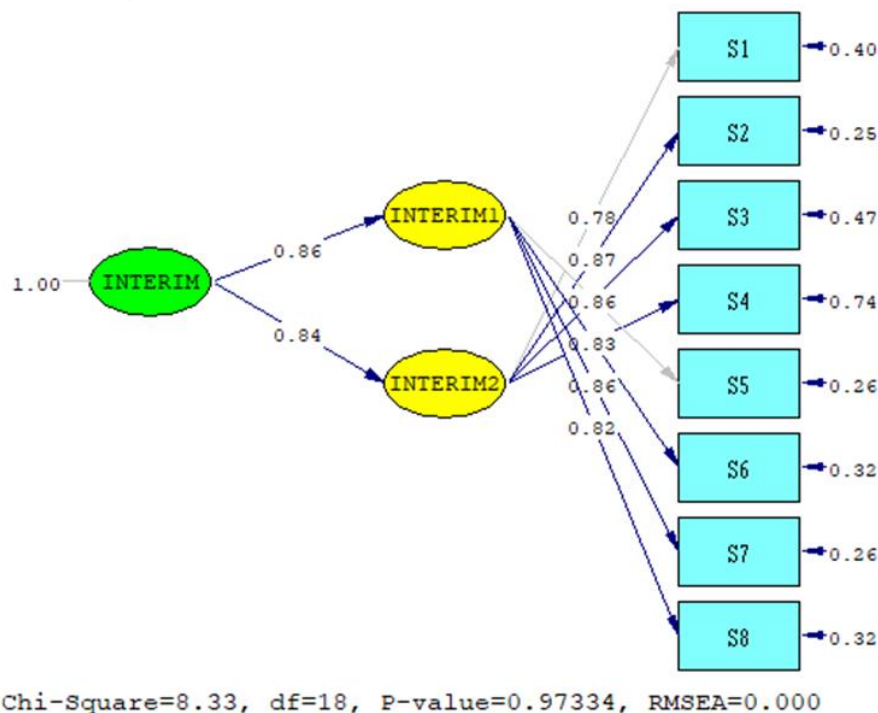 S1
0.40
S2
0.25
INTERIM1
0.78
S3
0.47
0.86
0.87
1.00
INTERIM
0.86
S4
0.74
0.84
0.83
INTERIM2
0.86
S5
0.26
0.82
S6
0.32
S7
0.26
S8
0.32
Chi-Square=8.33, df=18, P-value=0.97334, RMSEA=0.000